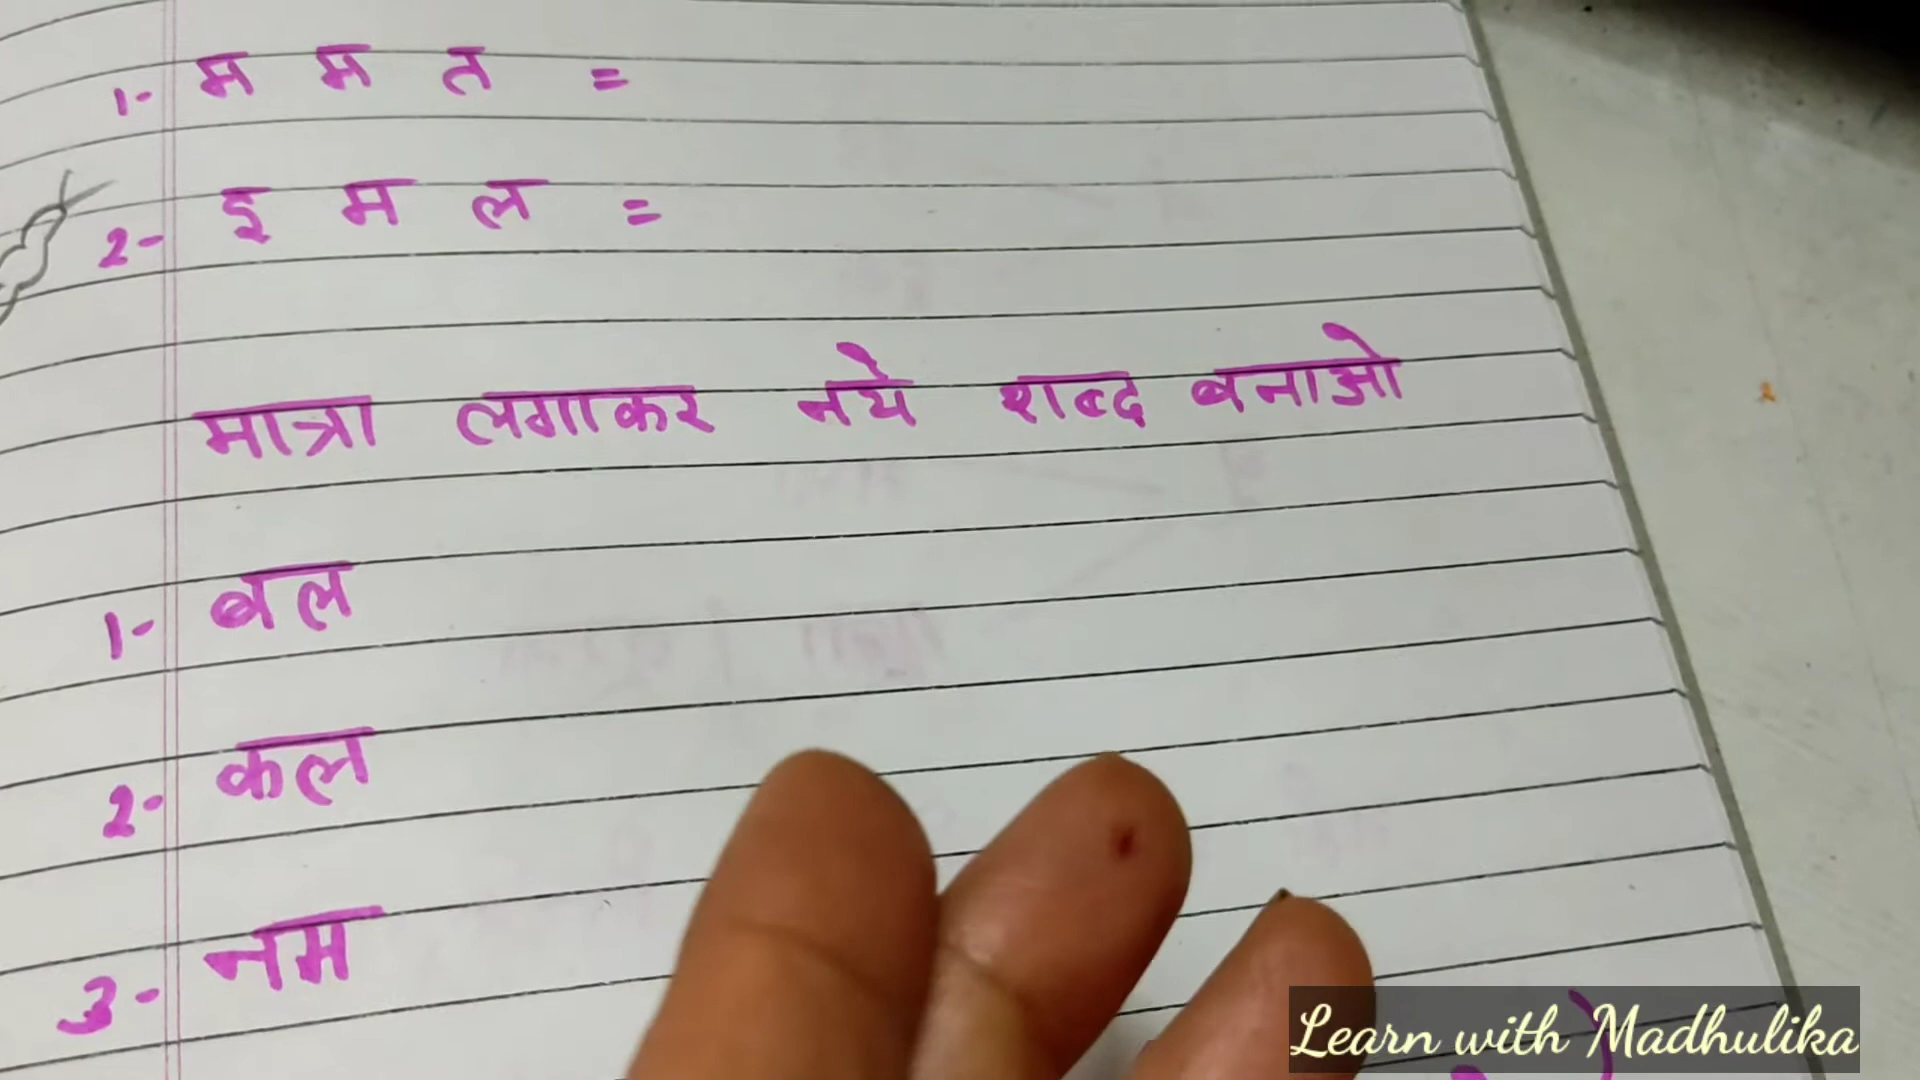 1- म म त =
2- इ म ल =
मात्रा लगाकर नये शब्द बनाओ
1- बल
2- कल
3- नम
Learn with Madhulika